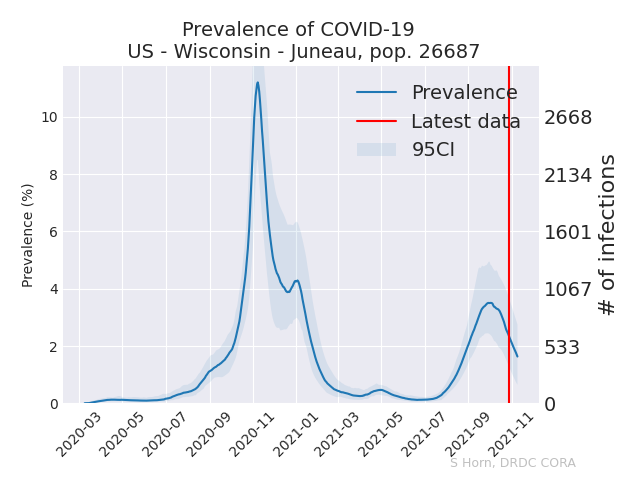 Prevalence of COVID-19
US - Wisconsin - Juneau, pop. 26687
Prevalence
Latest data
95CI
Prevalence (%)
10
8
6
4
2
0
2668
2134
1601
1067
533
0
# of infections
2020-03
2020-05
2020-07
2020-09
2020-11
2021-01
2021-03
2021-05
2021-07
2021-09
2021-11
S Horn, DRDC CORA